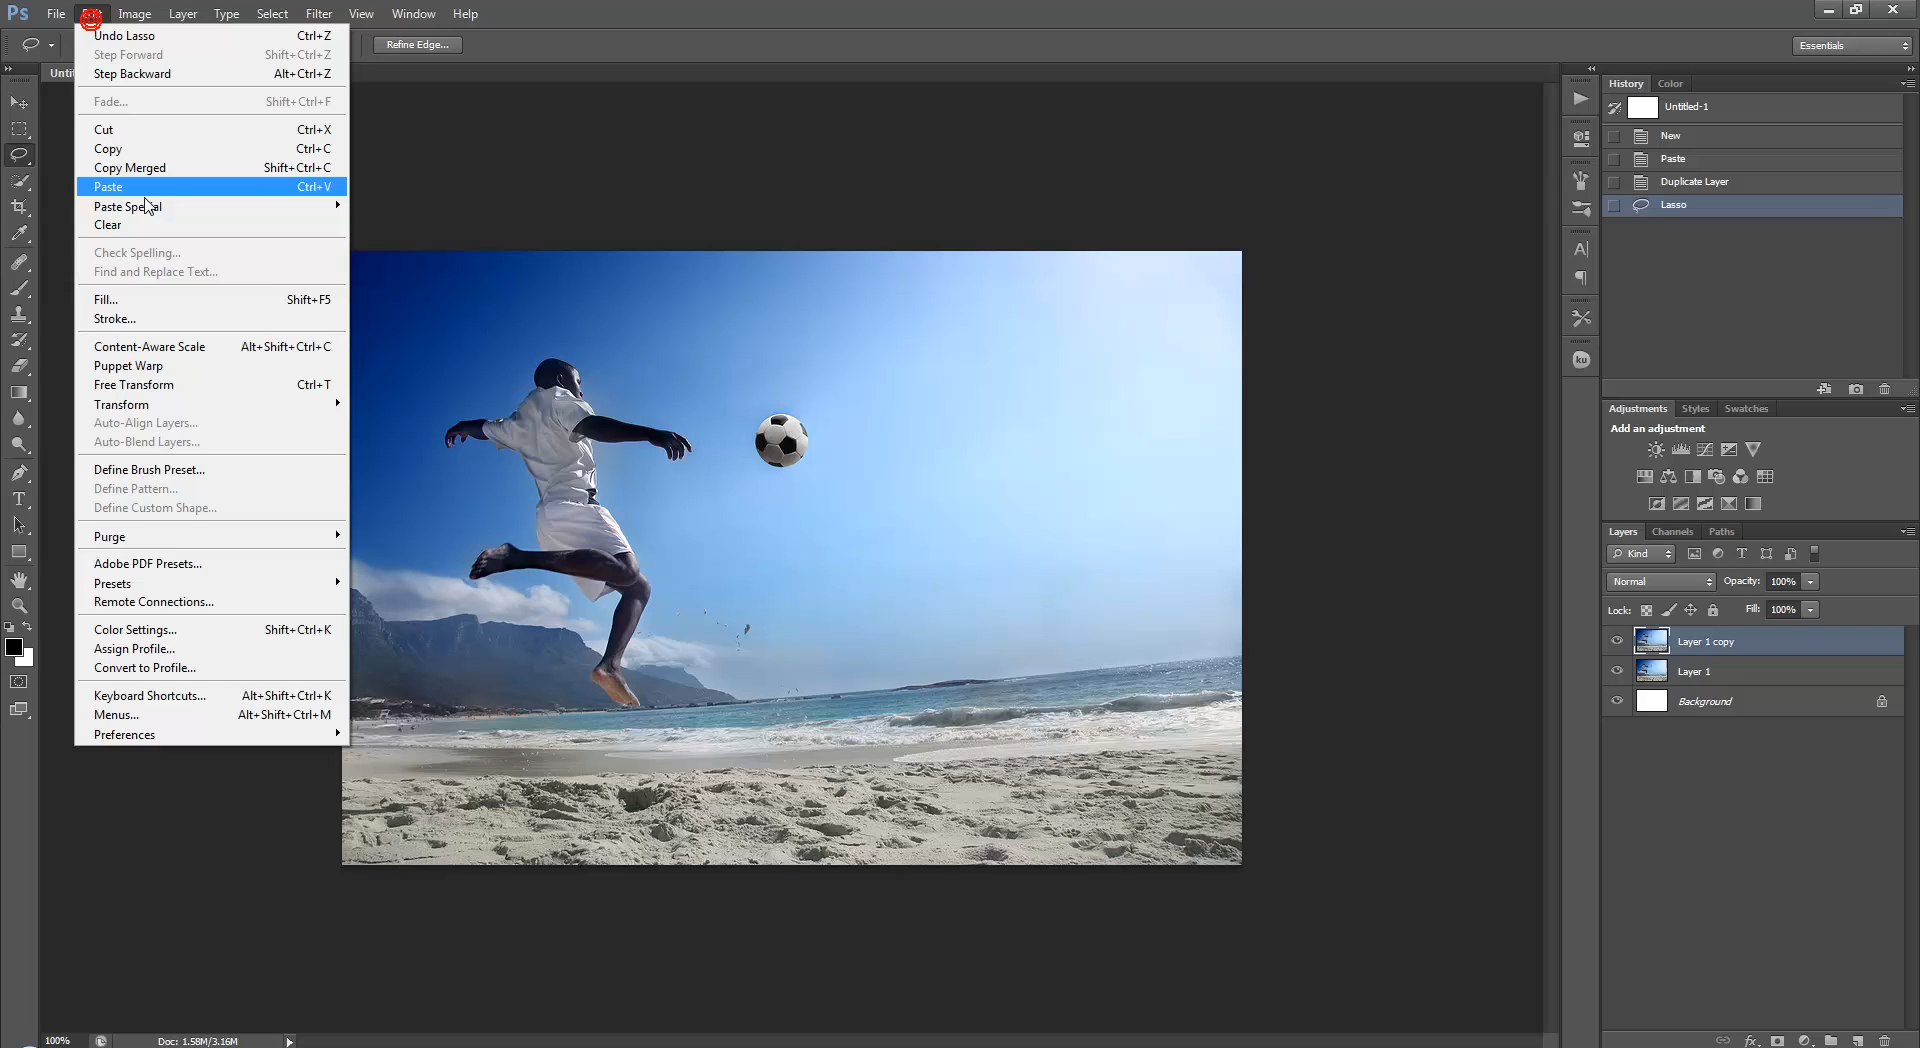 Ps File Image Layer Type Select Filter View Window Help
Refine Edge... Essentials
Untit
Undo Lasso Ctrl+Z
Step Forward Shift+Ctrl+Z
Step Backward Alt+Ctrl+Z
Fade... Shift+Ctrl+F
Cut Ctrl+X
Copy Ctrl+C
Copy Merged Shift+Ctrl+C
Paste Ctrl+V
Paste Special
Clear
Check Spelling...
Find and Replace Text...
Fill... Shift+F5
Stroke...
Content-Aware Scale Alt+Shift+Ctrl+C
Puppet Warp
Free Transform Ctrl+T
Transform
Auto-Align Layers...
Auto-Blend Layers...
Define Brush Preset...
Define Pattern...
Define Custom Shape...
Purge
Adobe PDF Presets...
Presets
Remote Connections...
Color Settings... Shift+Ctrl+K
Assign Profile...
Convert to Profile...
Keyboard Shortcuts... Alt+Shift+Ctrl+K
Menus... Alt+Shift+Ctrl+M
Preferences
History Color
Untitled-1
New
Paste
Duplicate Layer
Lasso
ku
Adjustments Styles Swatches
Add an adjustment
Layers Channels Paths
Kind
Normal Opacity: 100%
Lock: Fill: 100%
Layer 1 copy
Layer 1
Background
fx
100% Doc: 1.58M/3.16M